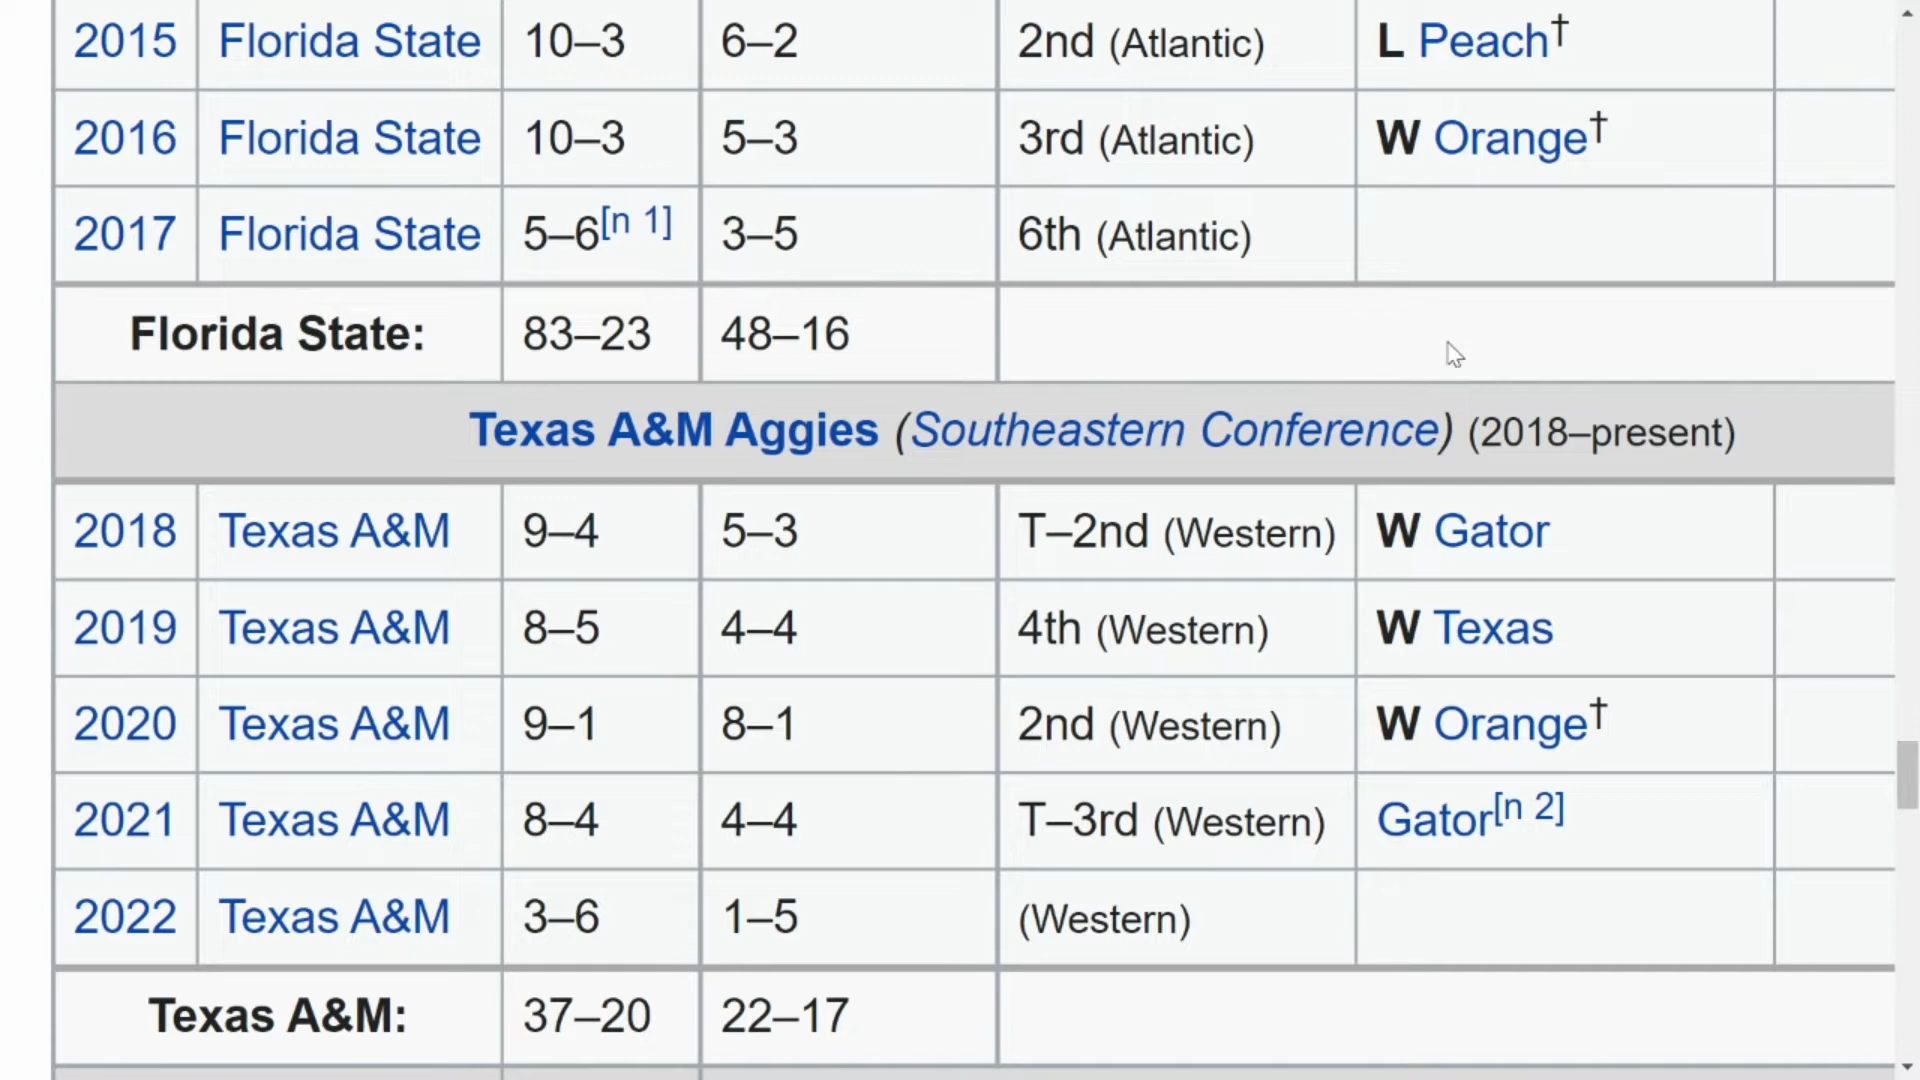 2015 Florida State 10–3 6–2 2nd (Atlantic) L Peach†
2016 Florida State 10–3 5–3 3rd (Atlantic) W Orange†
2017 Florida State 5–6[n 1] 3–5 6th (Atlantic)
Florida State: 83–23 48–16
Texas A&M Aggies (Southeastern Conference) (2018–present)
2018 Texas A&M 9–4 5–3 T–2nd (Western) W Gator
2019 Texas A&M 8–5 4–4 4th (Western) W Texas
2020 Texas A&M 9–1 8–1 2nd (Western) W Orange†
2021 Texas A&M 8–4 4–4 T–3rd (Western) Gator[n 2]
2022 Texas A&M 3–6 1–5 (Western)
Texas A&M: 37–20 22–17